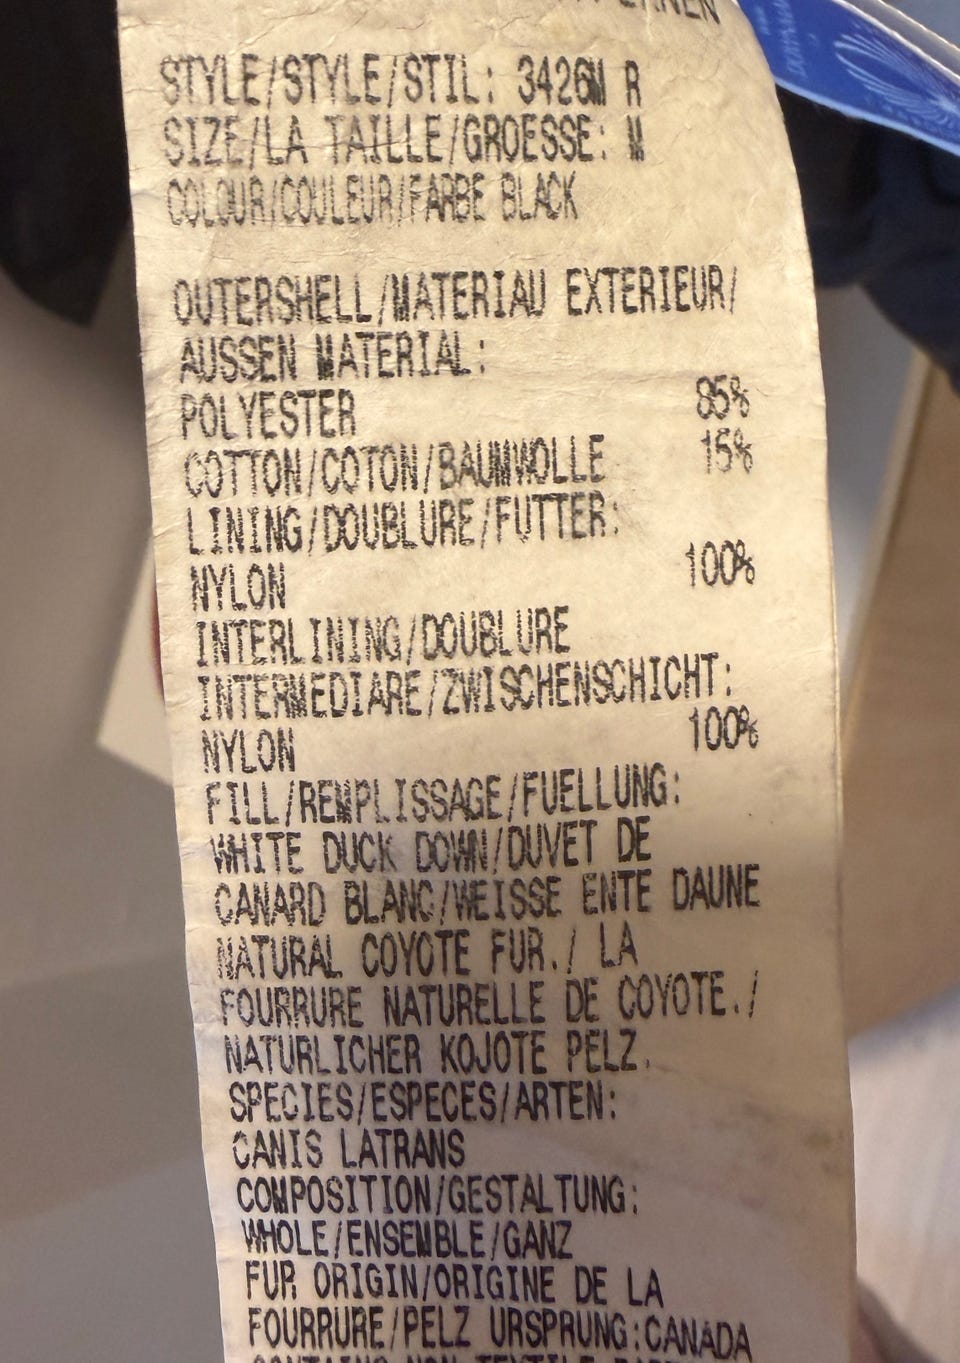 STYLE/STYLE/STIL: 3426M R
SIZE/LA TAILLE/GROESSE: M
COLOUR/COULEUR/FARBE BLACK
OUTERSHELL/MATERIAU EXTERIEUR/
AUSSEN MATERIAL:
POLYESTER 85%
COTTON/COTON/BAUMWOLLE 15%
LINING/DOUBLURE/FUTTER:
NYLON 100%
INTERLINING/DOUBLURE
INTERMEDIARE/ZWISCHENSCHICHT:
NYLON 100%
FILL/REMPLISSAGE/FUELLUNG:
WHITE DUCK DOWN/DUVET DE
CANARD BLANC/WEISSE ENTE DAUNE
NATURAL COYOTE FUR./ LA
FOURRURE NATURELLE DE COYOTE./
NATURLICHER KOJOTE PELZ.
SPECIES/ESPECES/ARTEN:
CANIS LATRANS
COMPOSITION/GESTALTUNG:
WHOLE/ENSEMBLE/GANZ
FUR ORIGIN/ORIGINE DE LA
FOURRURE/PELZ URSPRUNG:CANADA